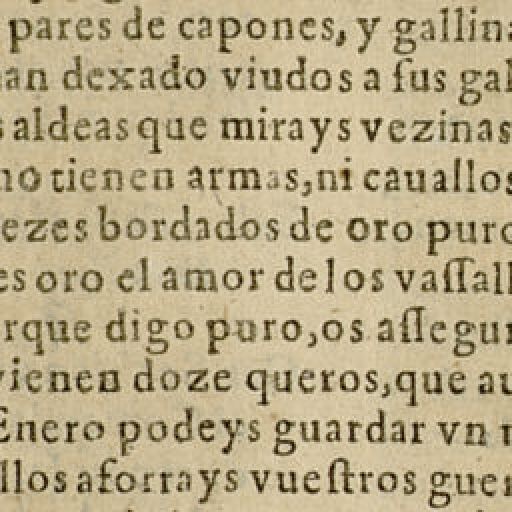 pares de capones, y gallina
an dexado viudos a ſus gal
s aldeas que mirays vezinas
no tienen armas, ni cauallos
ezes bordados de oro puro
es oro el amor de los vaſſall
rque digo puro, os aſſegur
vienen doze queros, que au
Enero podeys guardar vn
llos aforrays vueſtros guer